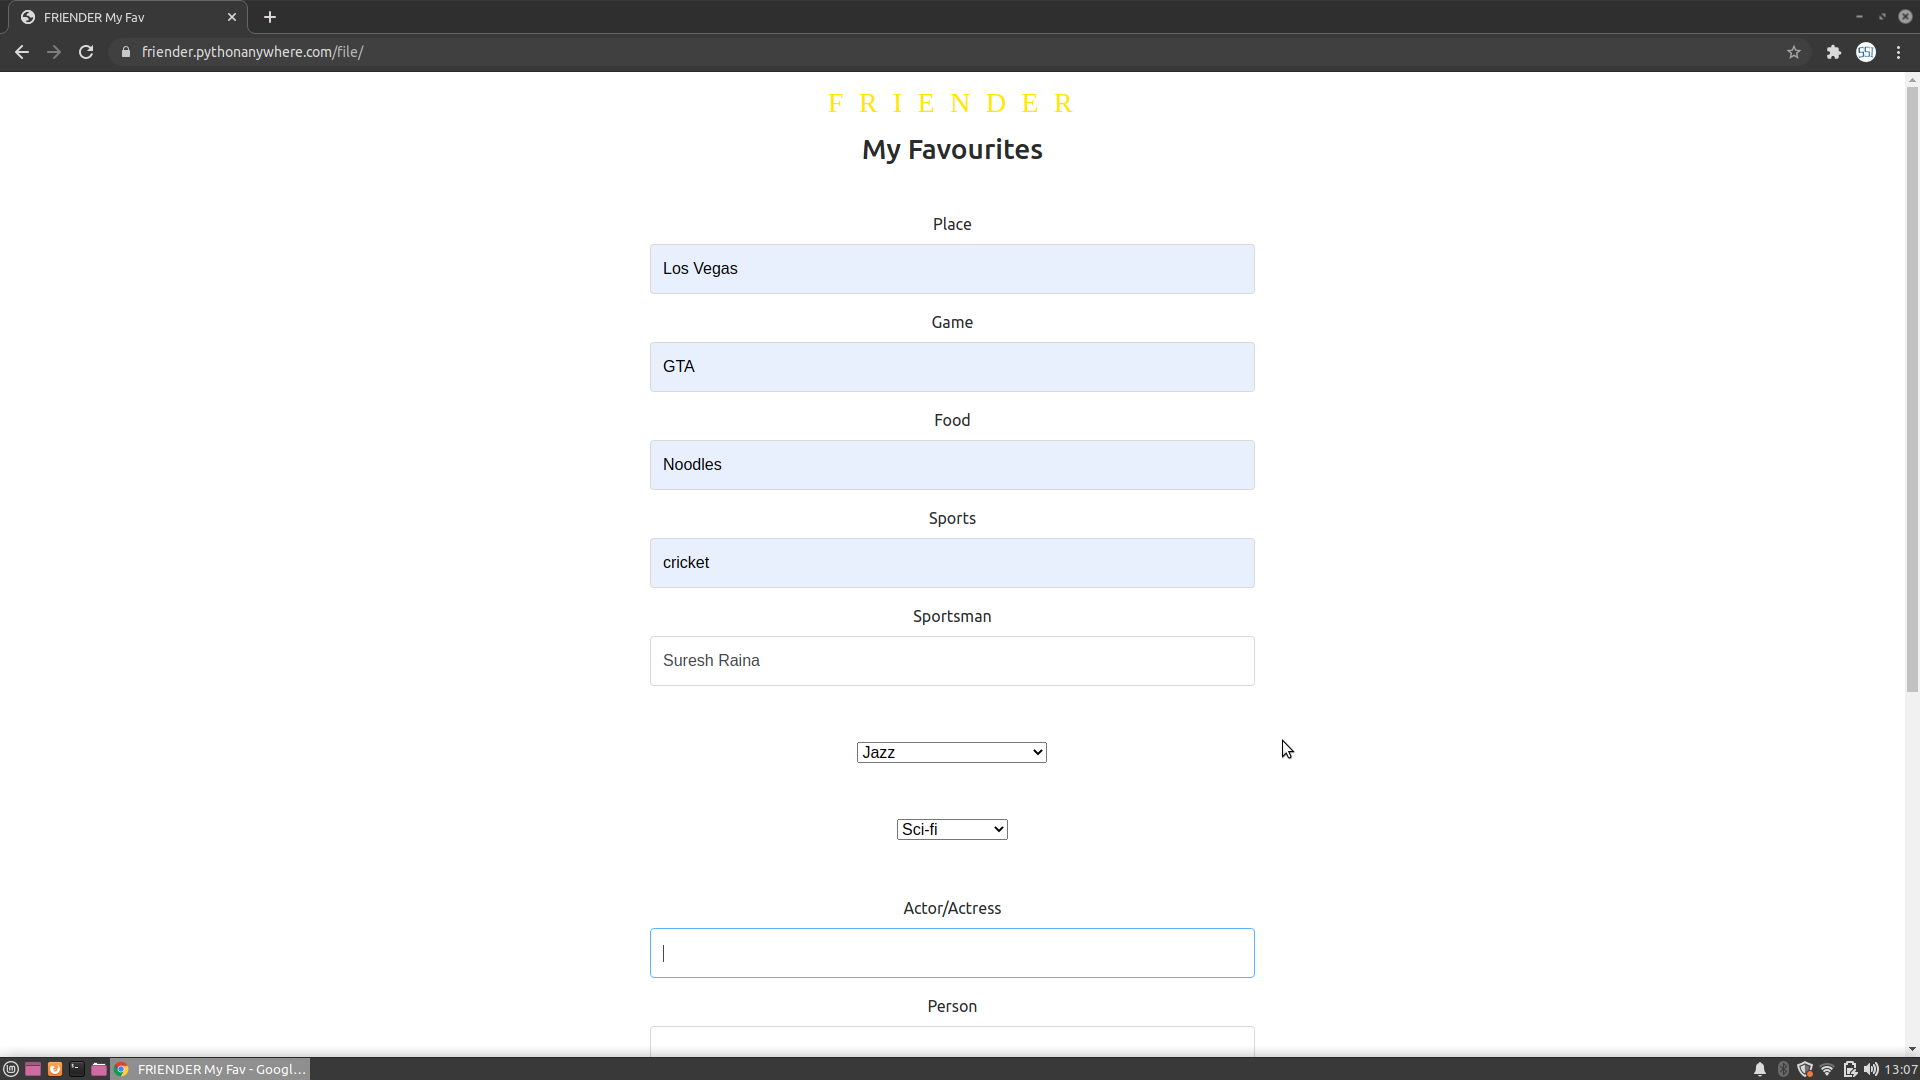 FRIENDER My Fav
friender.pythonanywhere.com/file/
SSI
F R I E N D E R
My Favourites
Place
Los Vegas
Game
GTA
Food
Noodles
Sports
cricket
Sportsman
Suresh Raina
Jazz
Sci-fi
Actor/Actress
Person
FRIENDER My Fav - Googl...
13:07